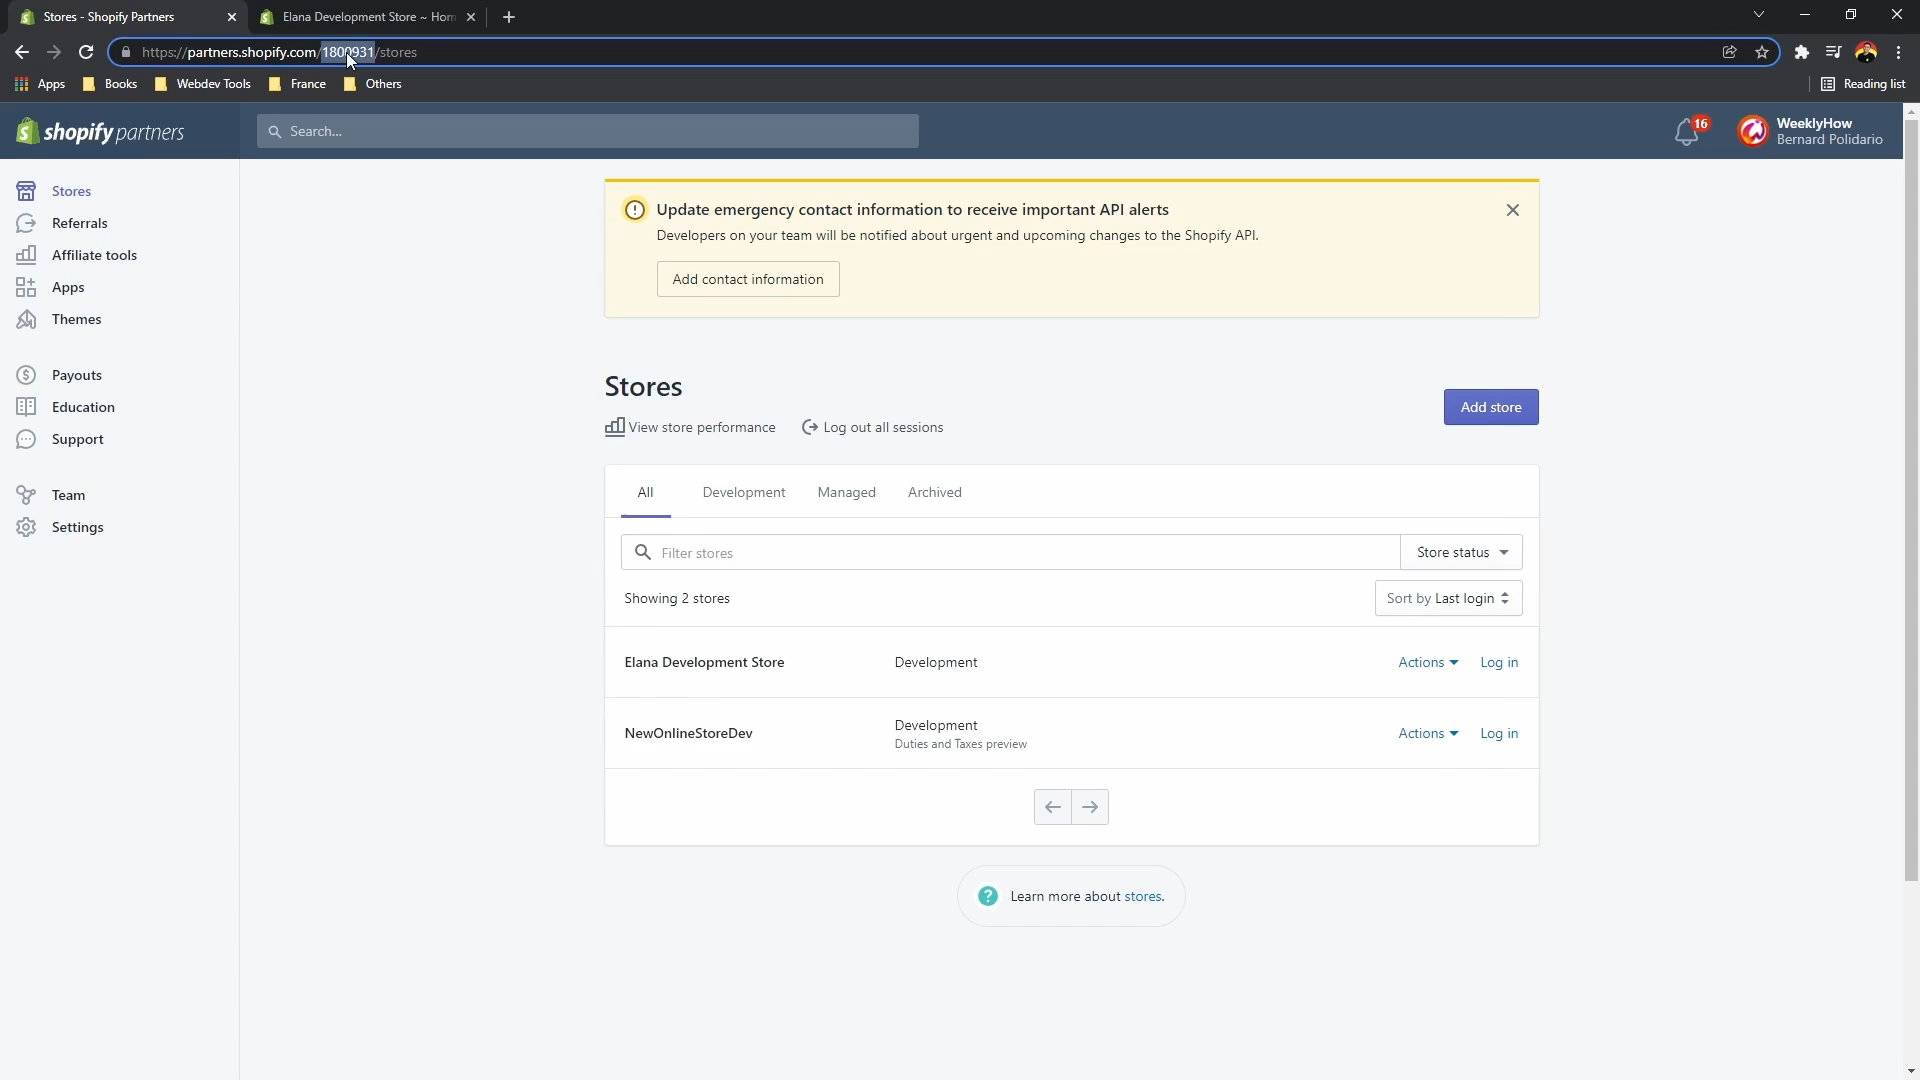 Stores - Shopify Partners
Elana Development Store ~ Hom
https://partners.shopify.com/1800931/stores
Apps
Books
Webdev Tools
France
Others
Reading list
shopify partners
Search...
16
WeeklyHow
Bernard Polidario
Stores
Referrals
Affiliate tools
Apps
Themes
Payouts
Education
Support
Team
Settings
Update emergency contact information to receive important API alerts
Developers on your team will be notified about urgent and upcoming changes to the Shopify API.
Add contact information
Stores
View store performance
Log out all sessions
Add store
All
Development
Managed
Archived
Filter stores
Store status
Showing 2 stores
Sort by Last login
Elana Development Store
Development
Actions
Log in
NewOnlineStoreDev
Development
Duties and Taxes preview
Actions
Log in
Learn more about stores.